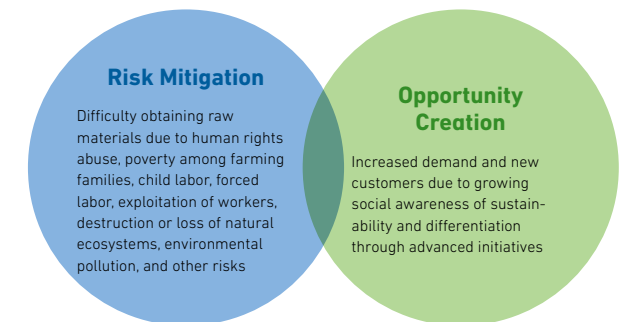 Risk Mitigation
Difficulty obtaining raw
materials due to human rights
abuse, poverty among farming
families, child labor, forced
labor, exploitation of workers,
destruction or loss of natural
ecosystems, environmental
pollution, and other risks
Opportunity
Creation
Increased demand and new
customers due to growing
social awareness of sustain-
ability and differentiation
through advanced initiatives